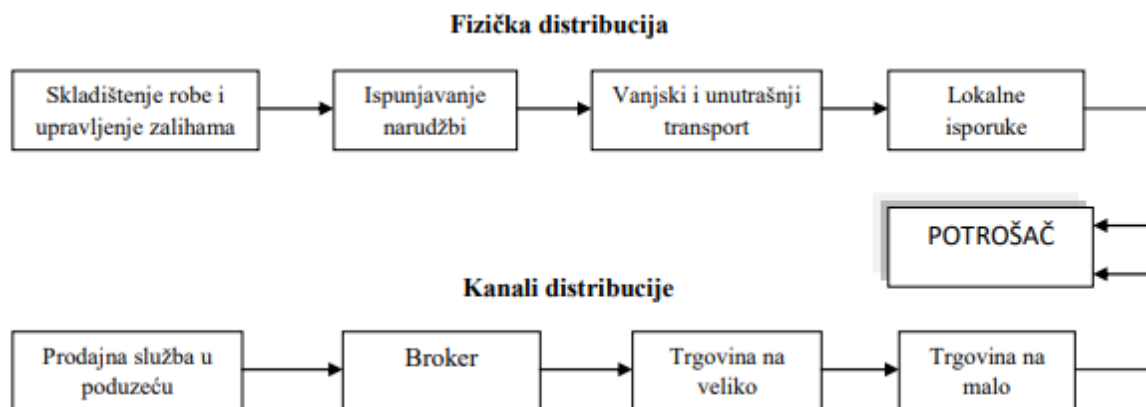 Fizička distribucija
Skladištenje robe i
upravljenje zalihama
Ispunjavanje
narudžbi
Vanjski i unutrašnji
transport
Lokalne
isporuke
POTROŠAČ
Kanali distribucije
Prodajna služba u
poduzeću
Broker
Trgovina na
veliko
Trgovina na
malo